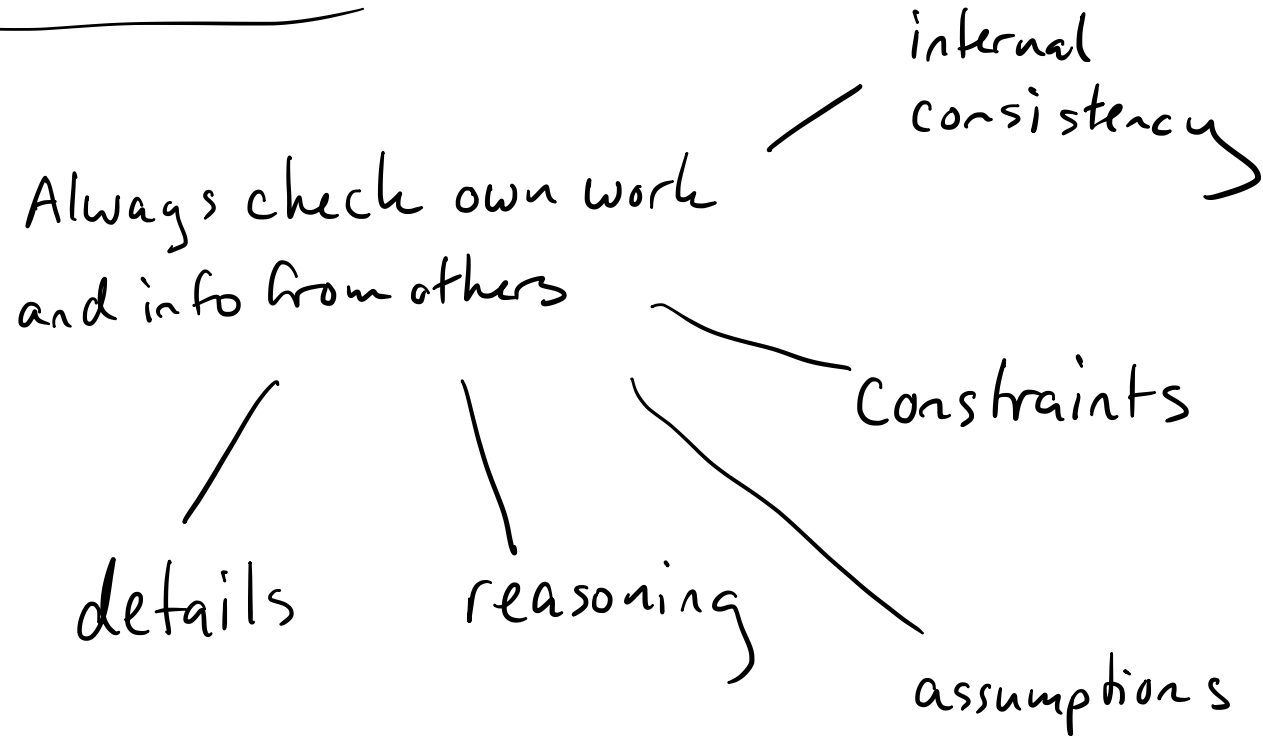 internal
consistency
Always check own work
and info from others
Constraints
details
reasoning
assumptions